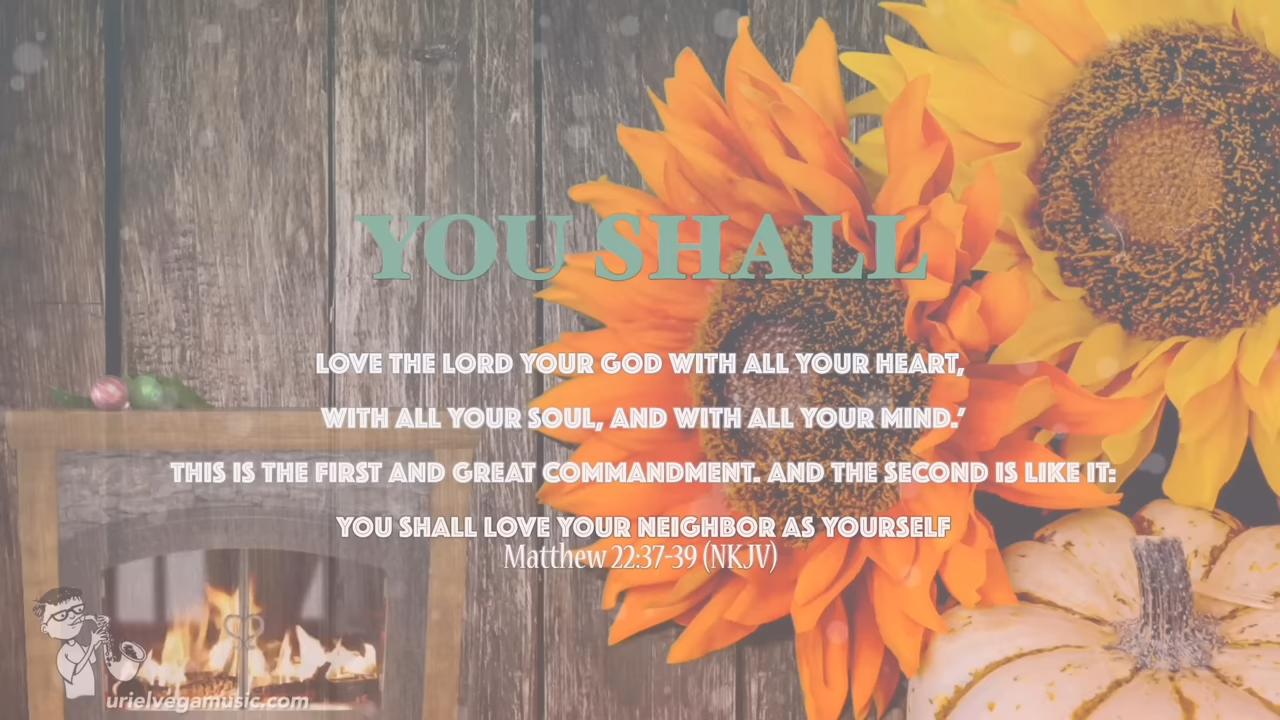 YOU SHALL
LOVE THE LORD YOUR GOD WITH ALL YOUR HEART,
WITH ALL YOUR SOUL, AND WITH ALL YOUR MIND.’
THIS IS THE FIRST AND GREAT COMMANDMENT. AND THE SECOND IS LIKE IT:
YOU SHALL LOVE YOUR NEIGHBOR AS YOURSELF
Matthew 22:37-39 (NKJV)
urielvegamusic.com